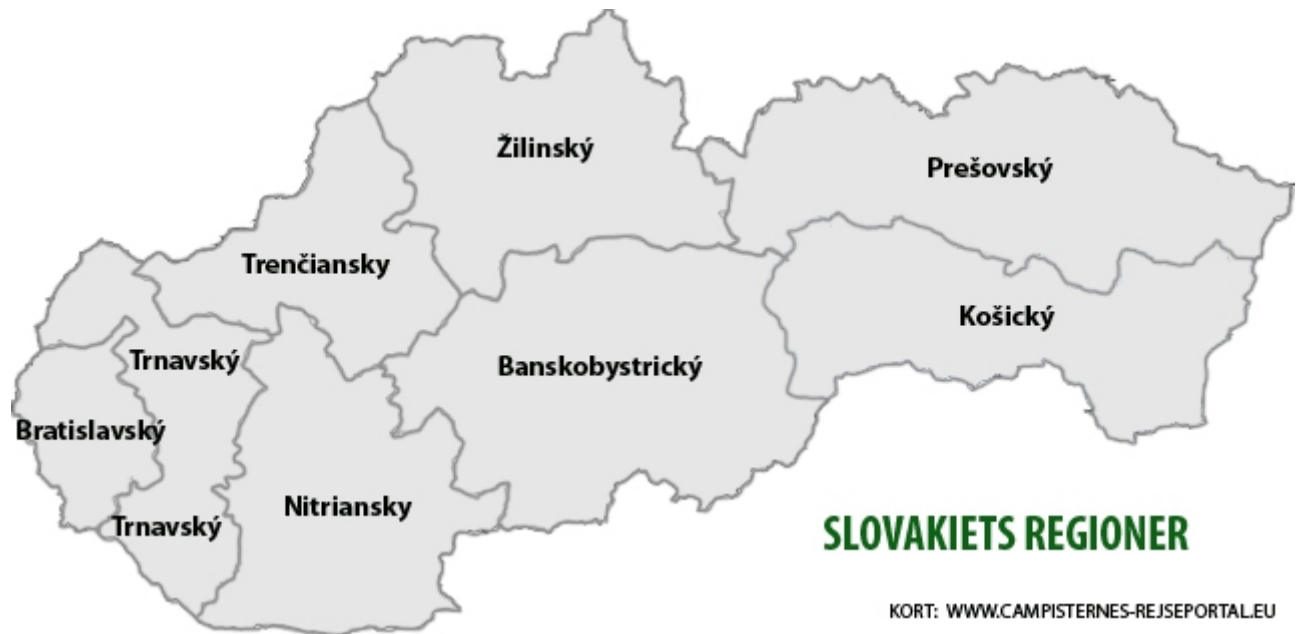 Žilinský
Prešovský
Trenčiansky
Košický
Trnavský
Banskobystrický
Bratislavský
Nitriansky
Trnavský
SLOVAKIETS REGIONER
KORT: WWW.CAMPISTERNES-REJSEPORTAL.EU